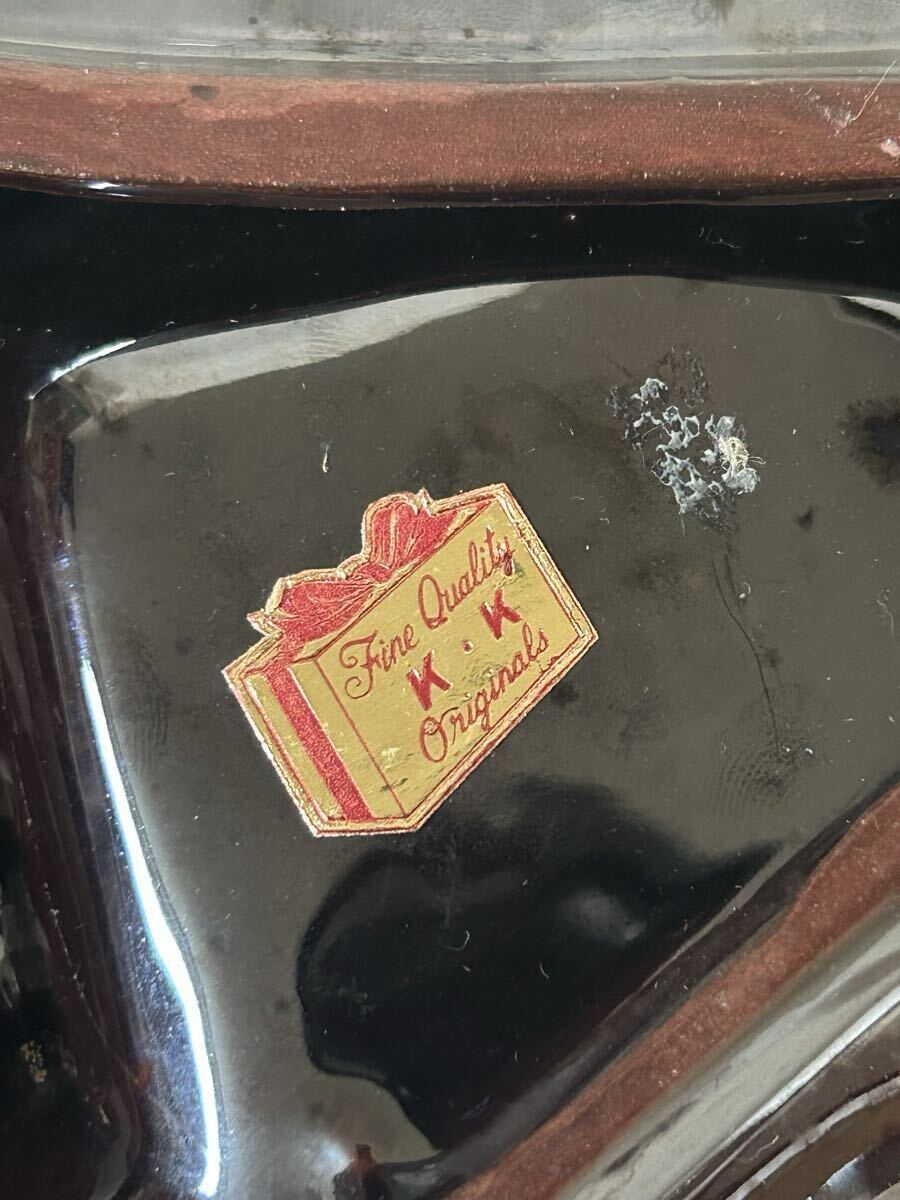 Fine Quality
K · K
Originals